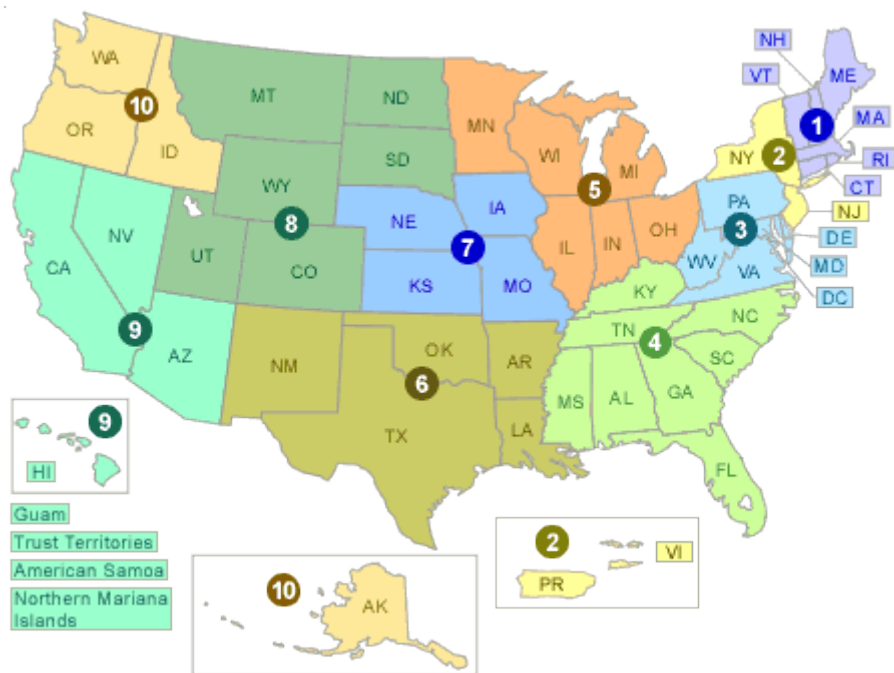 NH
VT
ME
WA
10
MT
ND
MN
1
MA
OR
ID
SD
WI
MI
NY
2
RI
CT
WY
5
PA
NJ
NE
IA
8
3
DE
NV
7
OH
UT
CO
IL
IN
WV
VA
MD
CA
KS
MO
KY
DC
NC
9
TN
4
OK
AZ
NM
AR
SC
6
MS
AL
GA
TX
LA
9
FL
HI
Guam
Trust Territories
American Samoa
Northern Mariana
Islands
2
VI
PR
10
AK